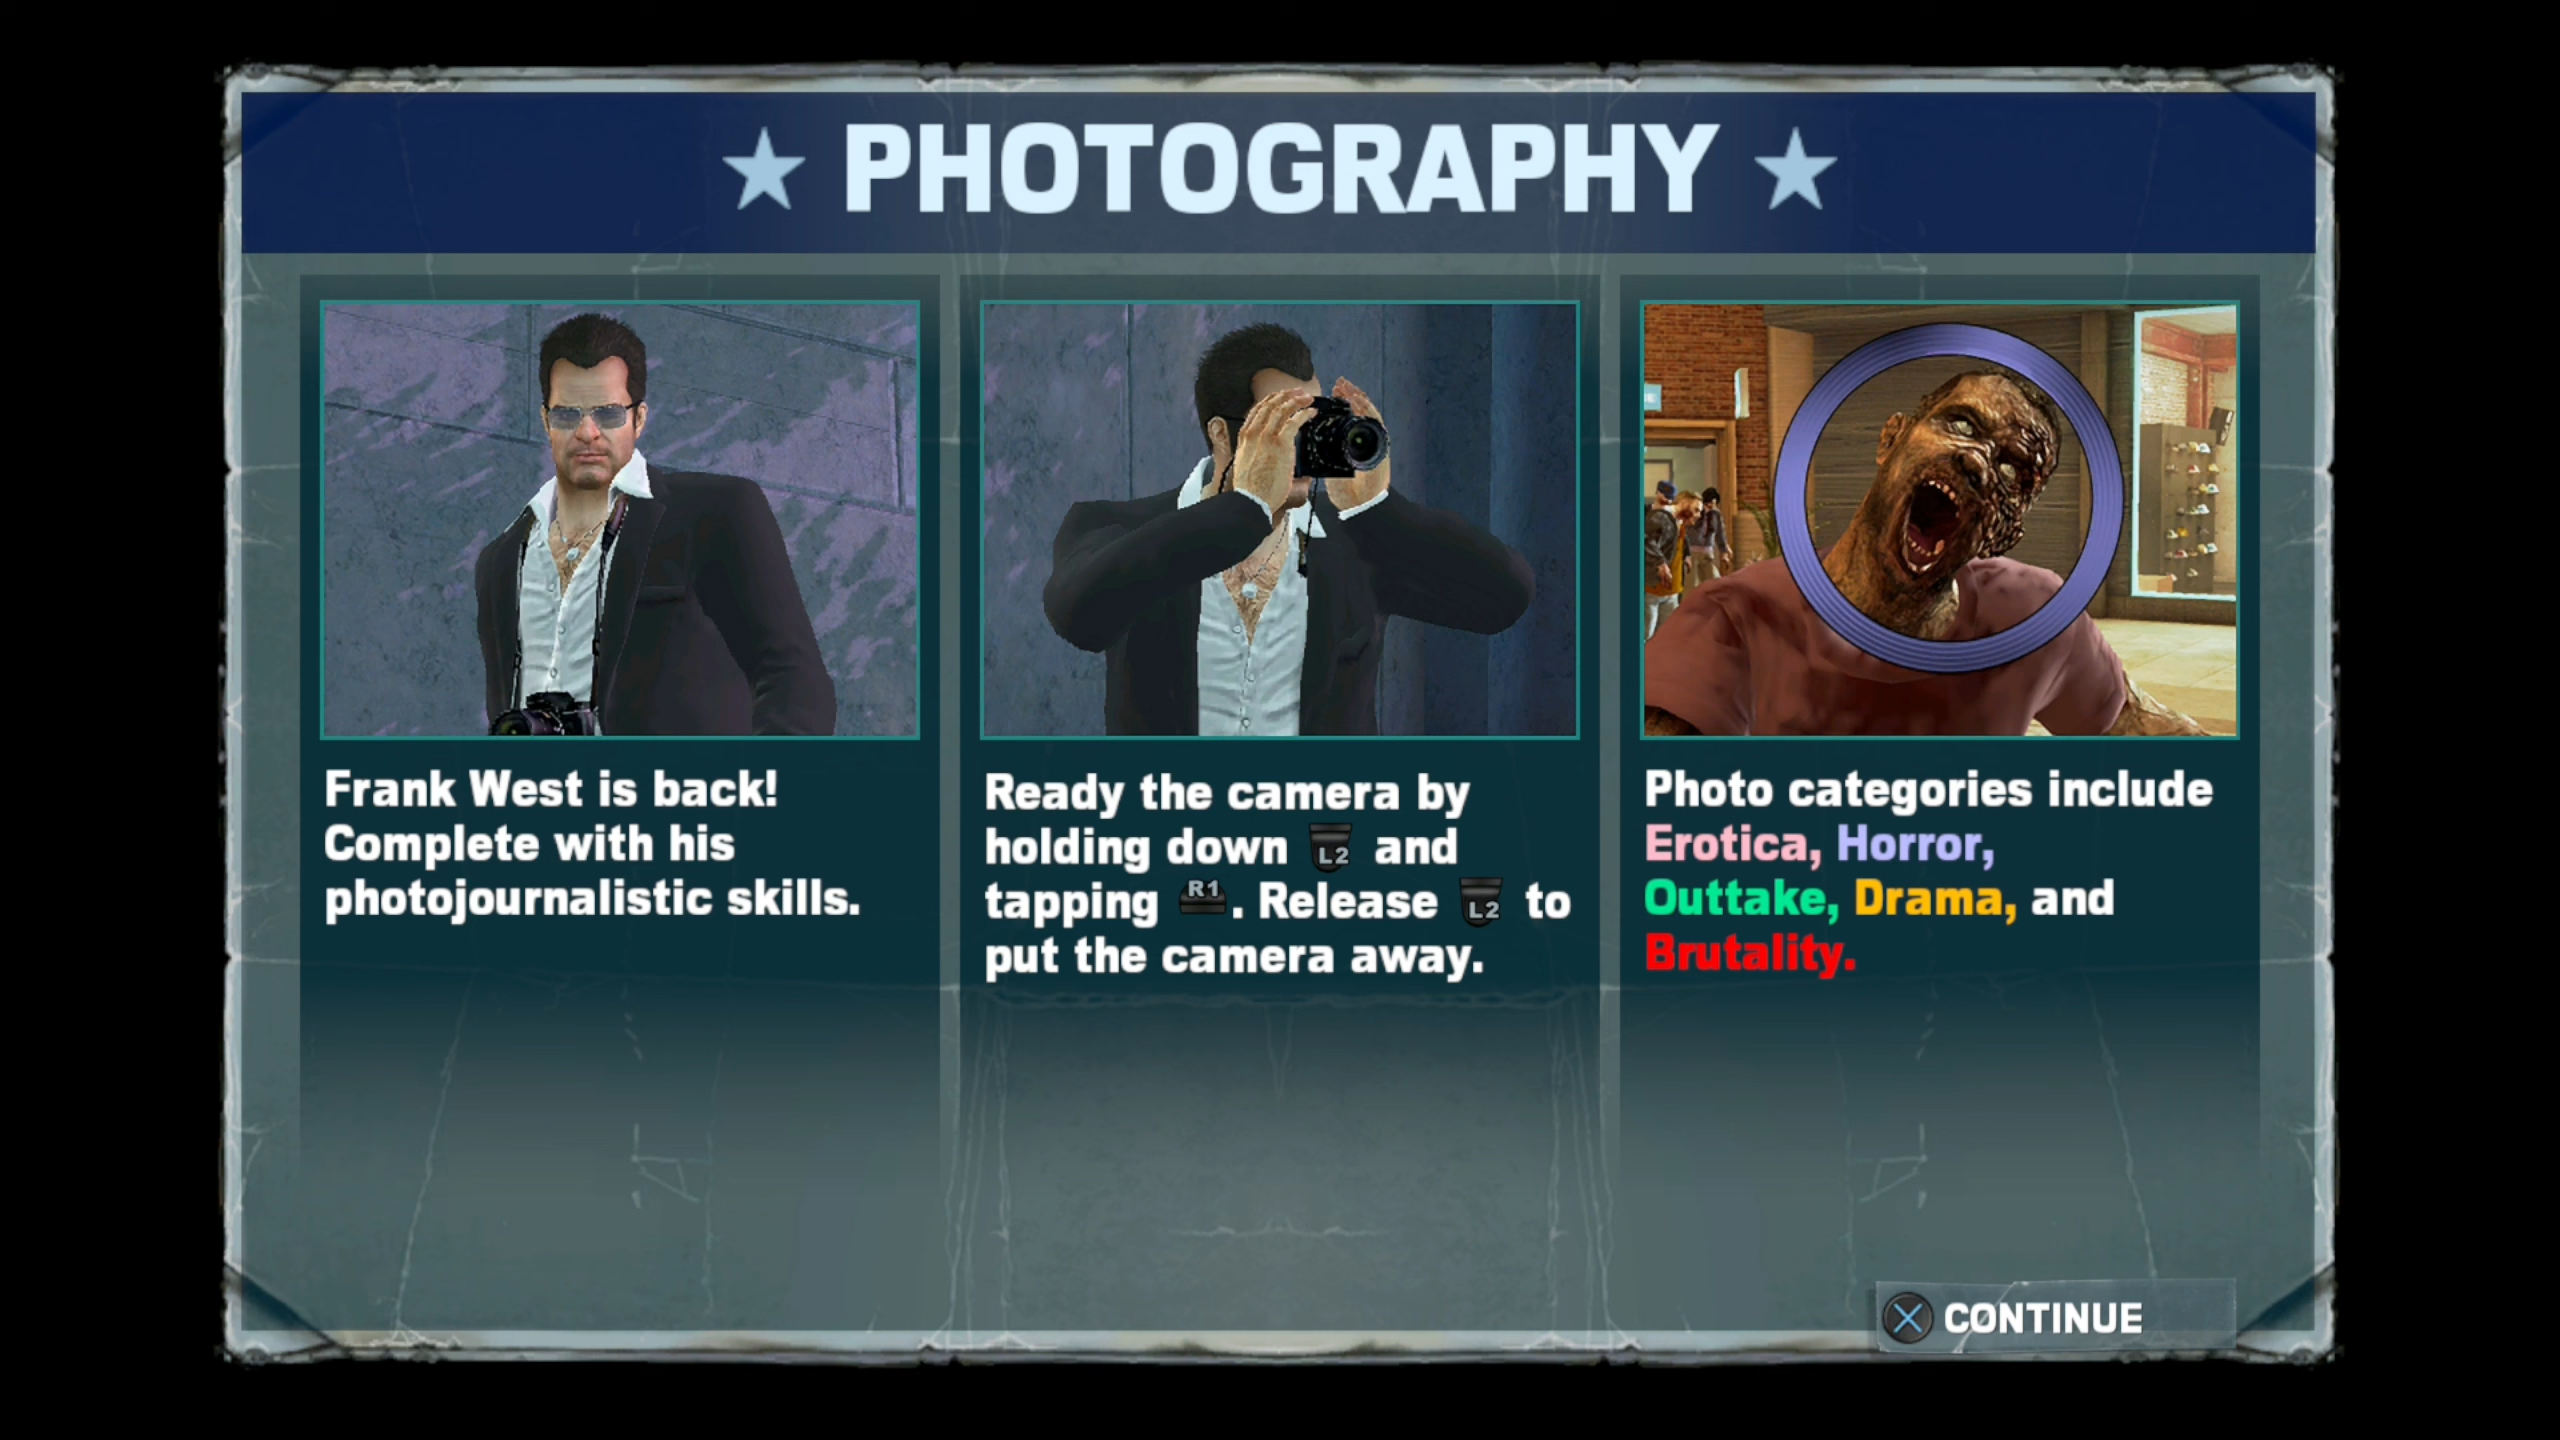 PHOTOGRAPHY
Frank West is back!
Complete with his
photojournalistic skills.
Ready the camera by
holding down L2 and
tapping R1. Release L2 to
put the camera away.
Photo categories include
Erotica, Horror,
Outtake, Drama, and
Brutality.
CONTINUE